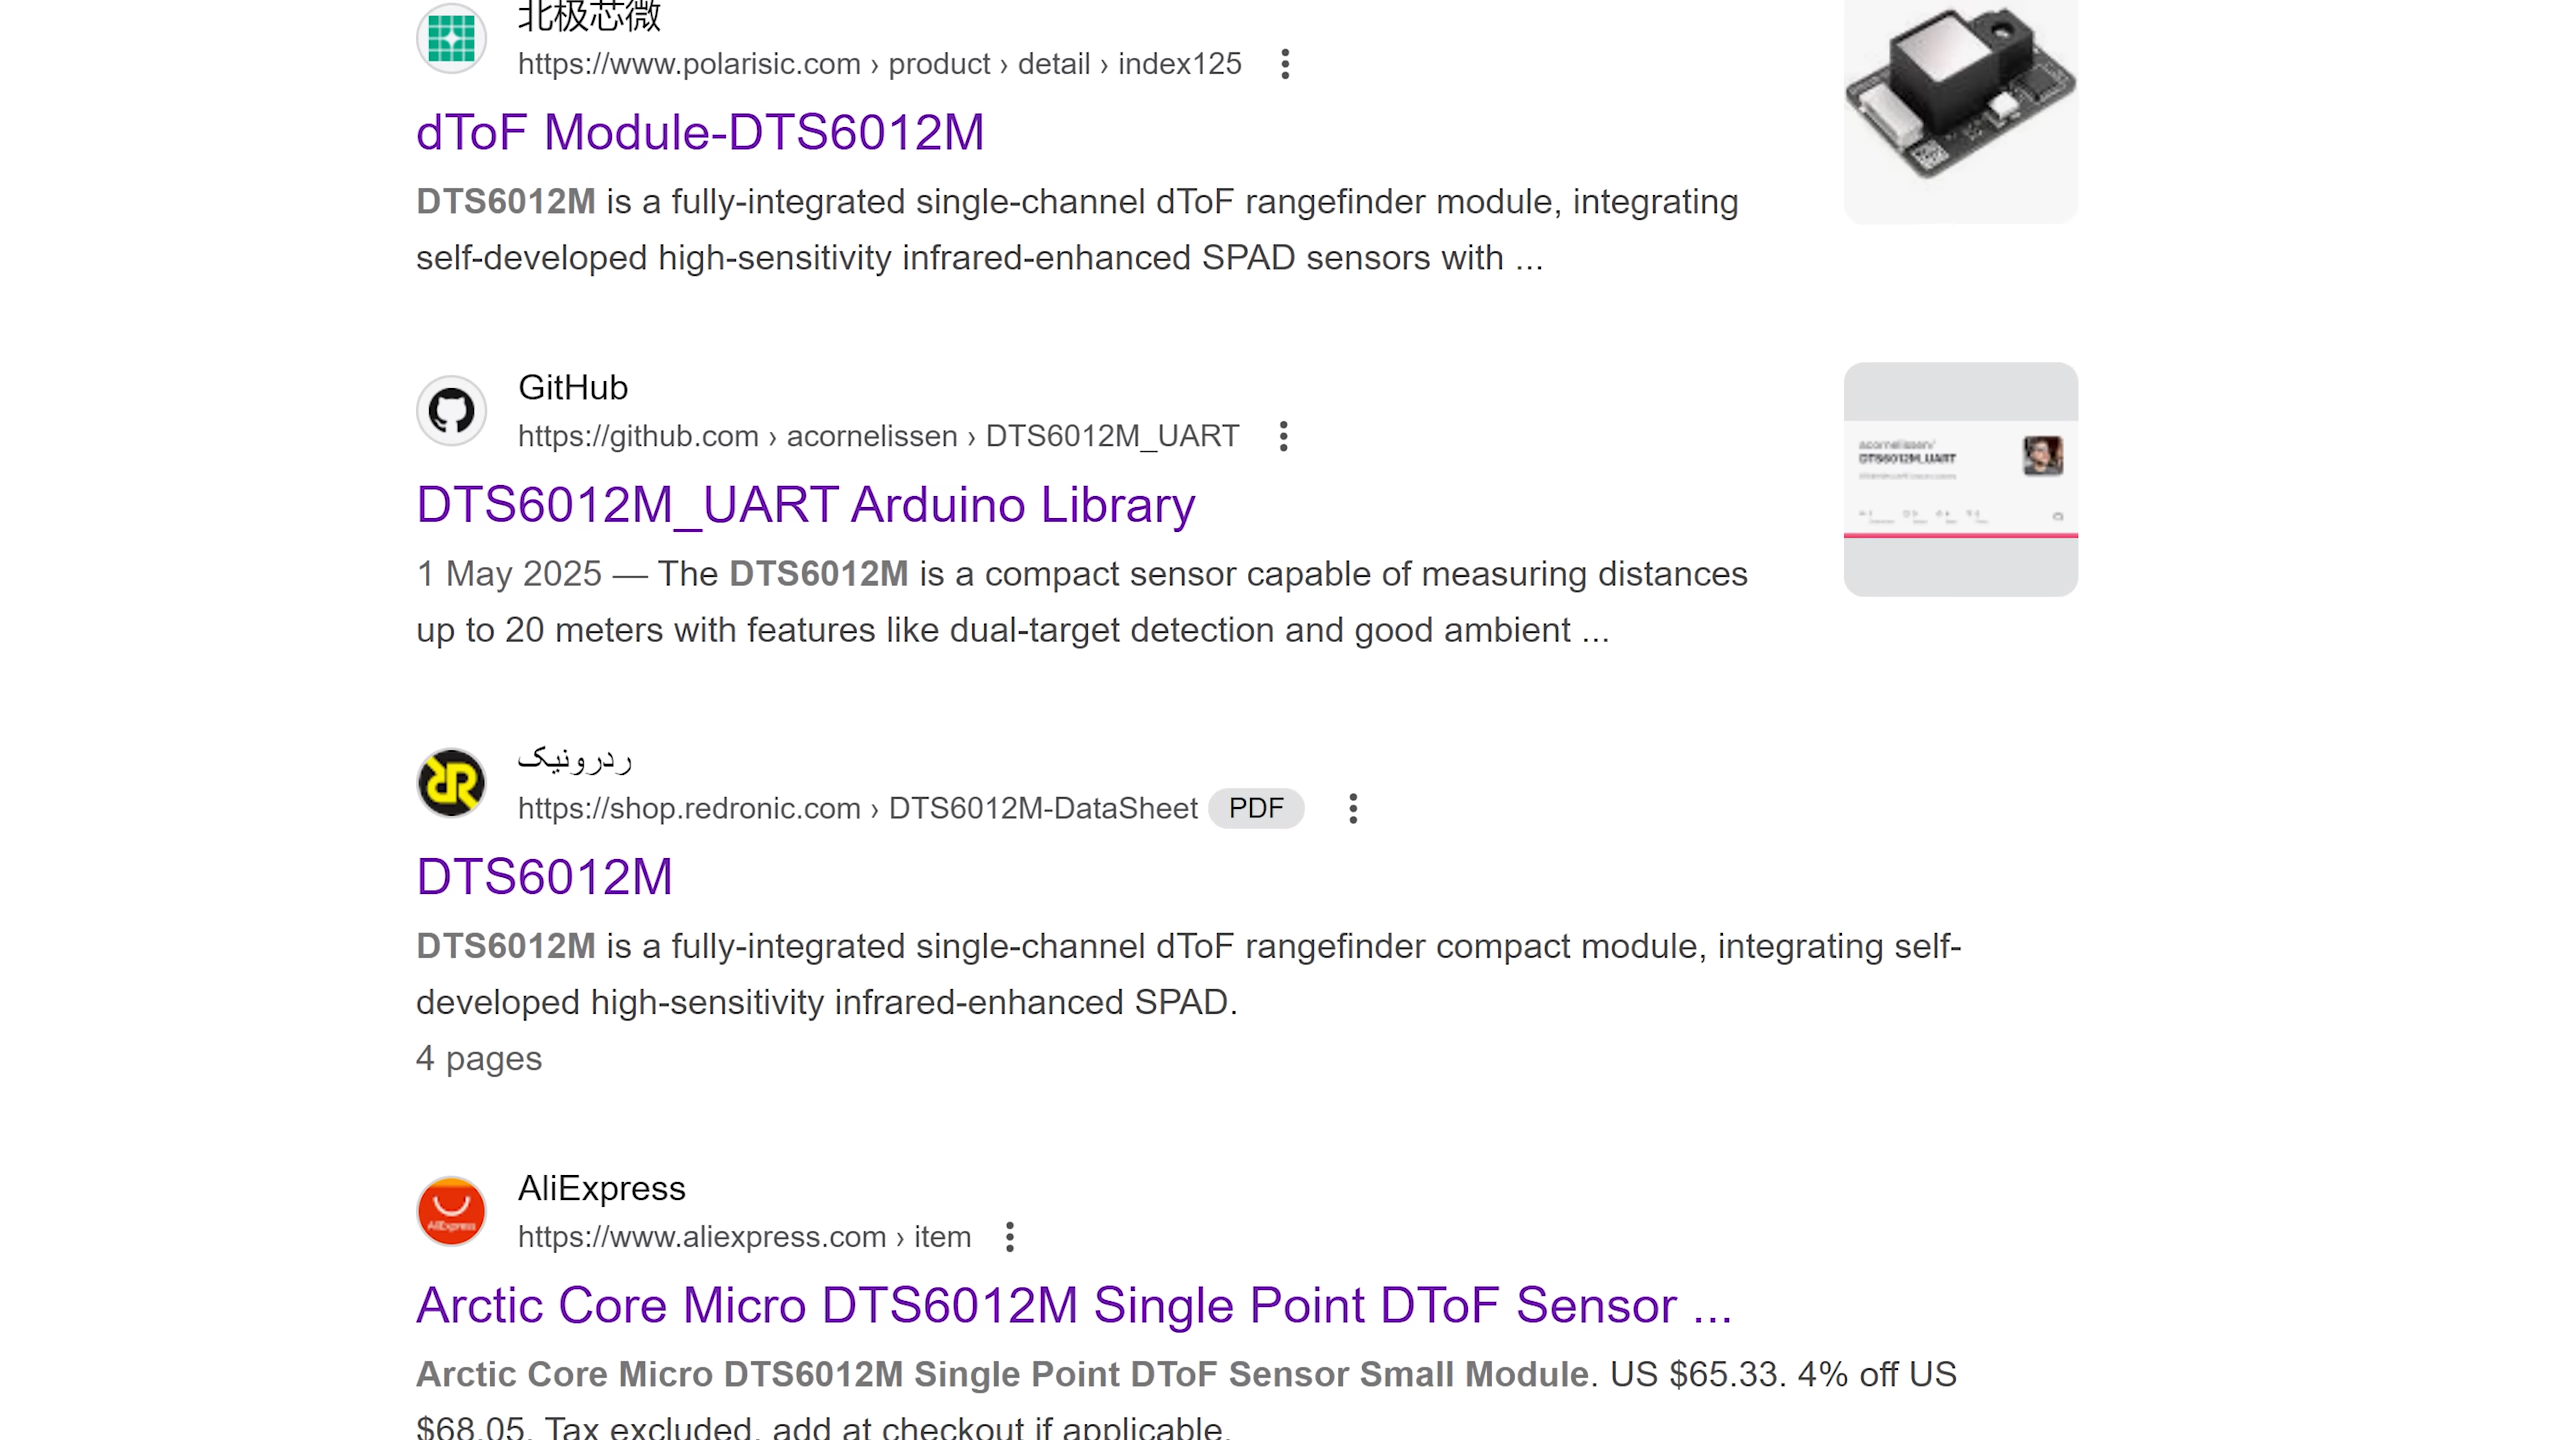 北极芯微
https://www.polarisic.com › product › detail › index125
dToF Module-DTS6012M
DTS6012M is a fully-integrated single-channel dToF rangefinder module, integrating
self-developed high-sensitivity infrared-enhanced SPAD sensors with ...
GitHub
https://github.com › acornelissen › DTS6012M_UART
DTS6012M_UART Arduino Library
1 May 2025 — The DTS6012M is a compact sensor capable of measuring distances
up to 20 meters with features like dual-target detection and good ambient ...
acornelissen/
DTS6012M_UART
ردرونیک
https://shop.redronic.com › DTS6012M-DataSheet PDF
DTS6012M
DTS6012M is a fully-integrated single-channel dToF rangefinder compact module, integrating self-
developed high-sensitivity infrared-enhanced SPAD.
4 pages
AliExpress
AliExpress
https://www.aliexpress.com › item
Arctic Core Micro DTS6012M Single Point DToF Sensor ...
Arctic Core Micro DTS6012M Single Point DToF Sensor Small Module. US $65.33. 4% off US
$68.05. Tax excluded, add at checkout if applicable.